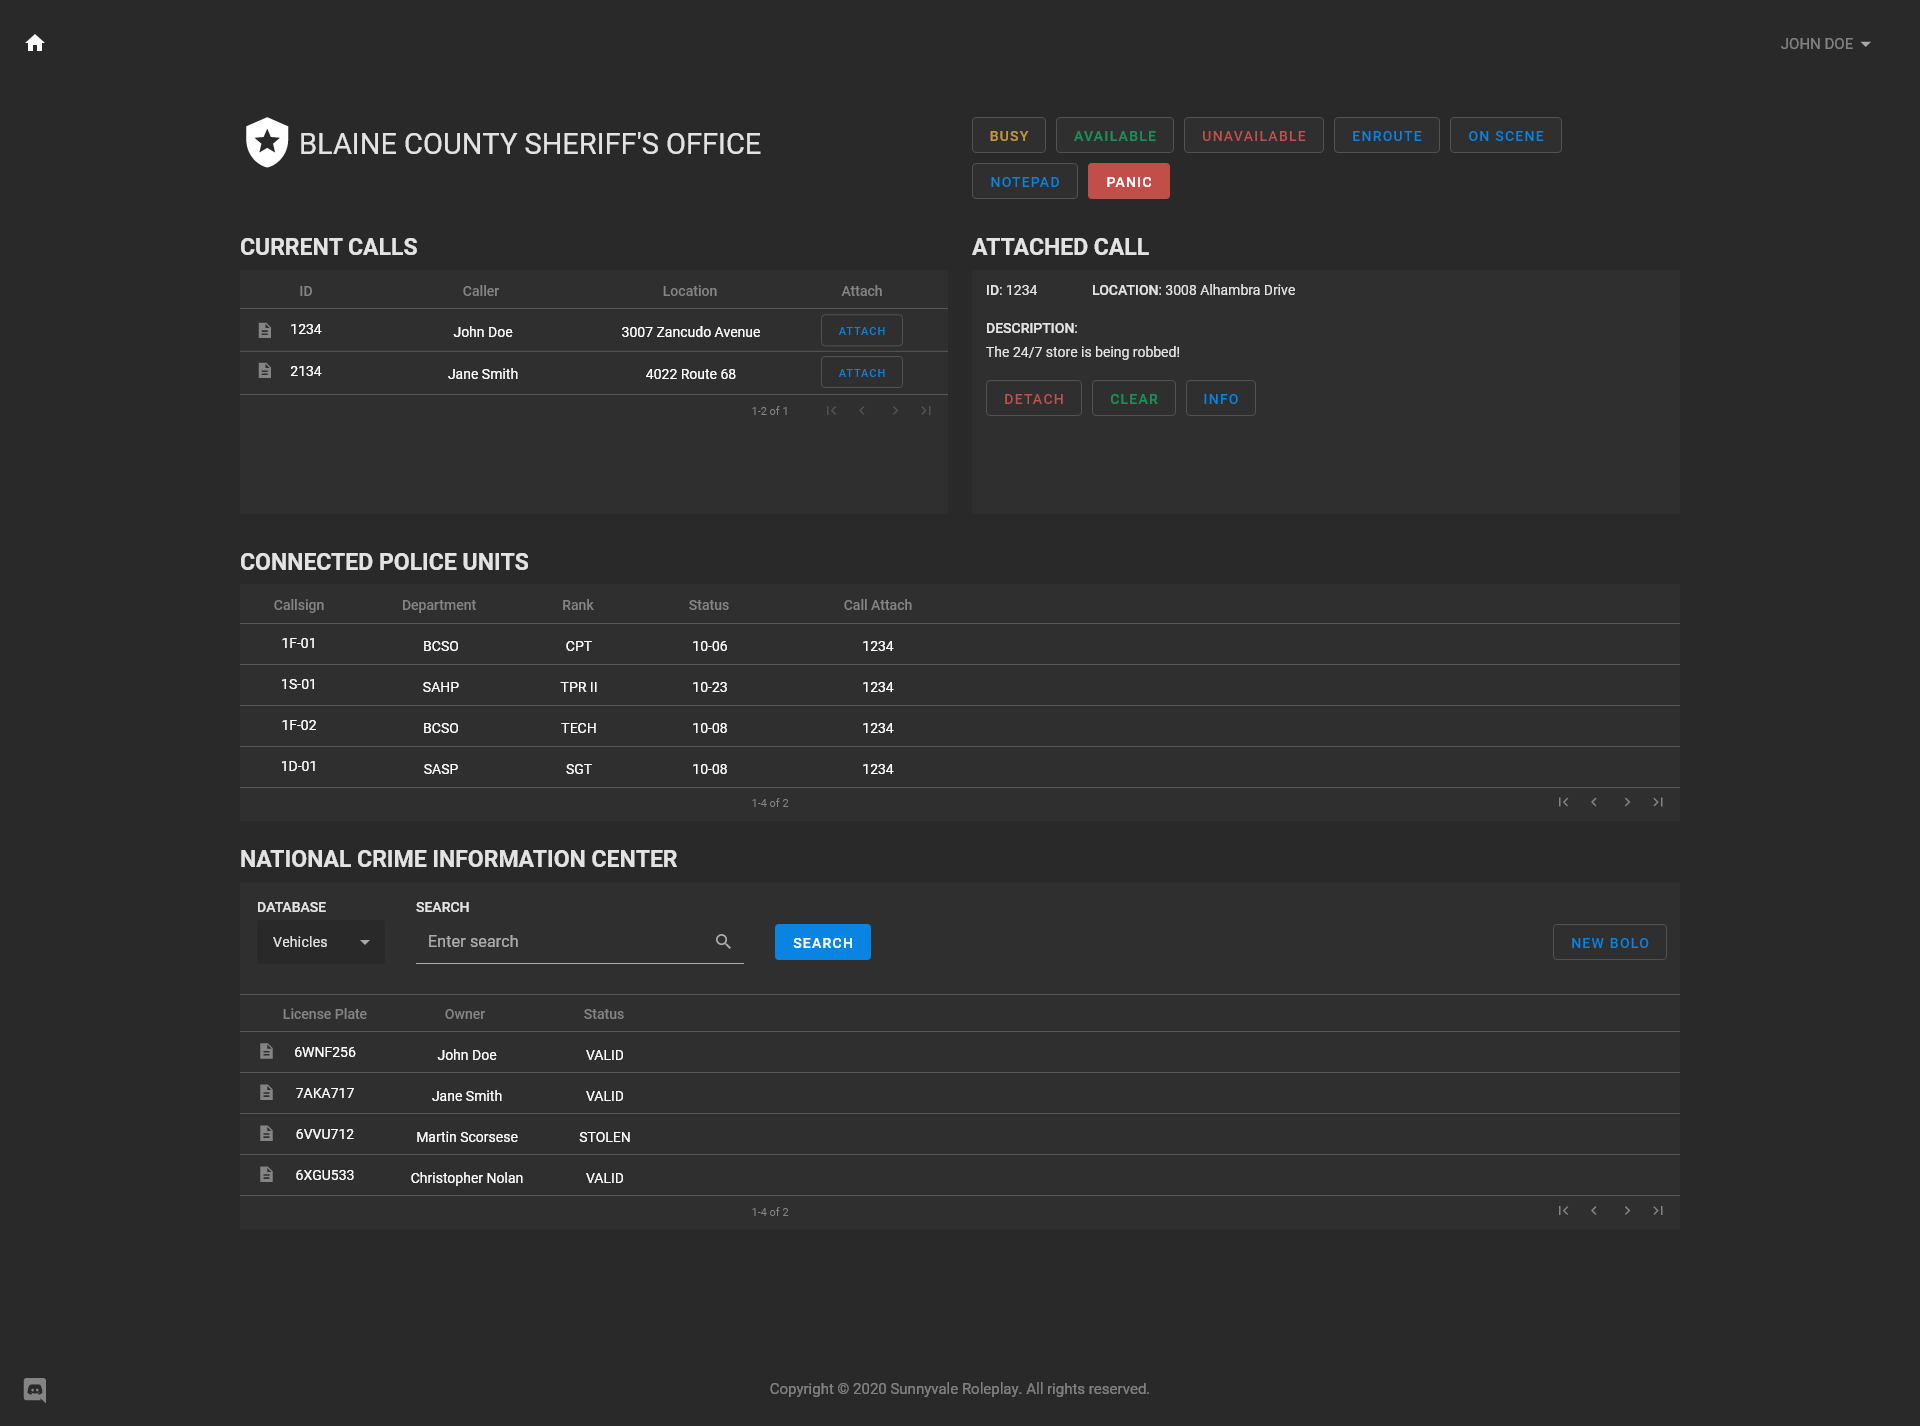 JOHN DOE
BLAINE COUNTY SHERIFF'S OFFICE
BUSY AVAILABLE UNAVAILABLE ENROUTE ON SCENE
NOTEPAD PANIC
CURRENT CALLS
ID Caller Location Attach
1234 John Doe 3007 Zancudo Avenue ATTACH
2134 Jane Smith 4022 Route 68 ATTACH
1-2 of 1
ATTACHED CALL
ID: 1234 LOCATION: 3008 Alhambra Drive
DESCRIPTION:
The 24/7 store is being robbed!
DETACH CLEAR INFO
CONNECTED POLICE UNITS
Callsign Department Rank Status Call Attach
1F-01 BCSO CPT 10-06 1234
1S-01 SAHP TPR II 10-23 1234
1F-02 BCSO TECH 10-08 1234
1D-01 SASP SGT 10-08 1234
1-4 of 2
NATIONAL CRIME INFORMATION CENTER
DATABASE SEARCH
Vehicles Enter search SEARCH NEW BOLO
License Plate Owner Status
6WNF256 John Doe VALID
7AKA717 Jane Smith VALID
6VVU712 Martin Scorsese STOLEN
6XGU533 Christopher Nolan VALID
1-4 of 2
Copyright © 2020 Sunnyvale Roleplay. All rights reserved.